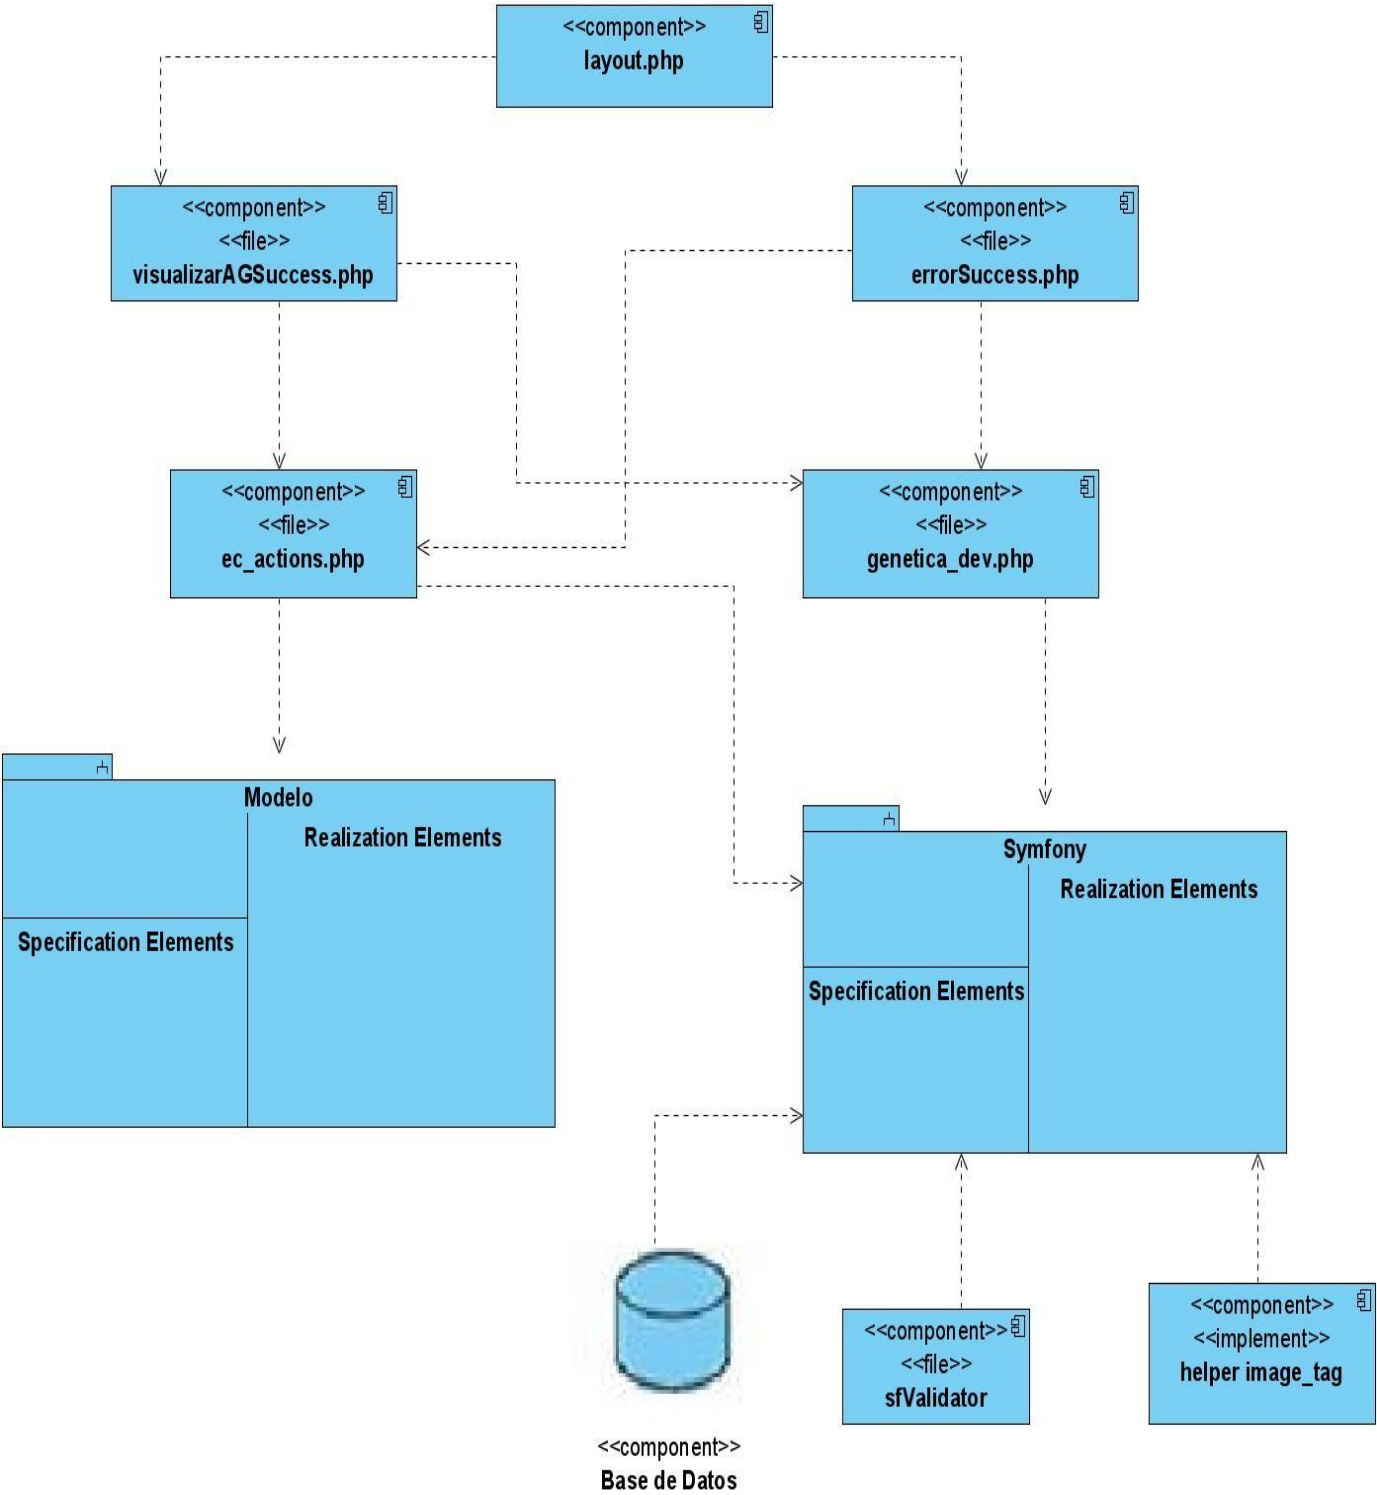 <<component>>
layout.php
<<component>>
<<file>>
visualizarAGSuccess.php
<<component>>
<<file>>
errorSuccess.php
<<component>>
<<file>>
ec_actions.php
<<component>>
<<file>>
genetica_dev.php
Modelo
Realization Elements
Specification Elements
Symfony
Realization Elements
Specification Elements
<<component>>
Base de Datos
<<component>>
<<file>>
sfValidator
<<component>>
<<implement>>
helper image_tag